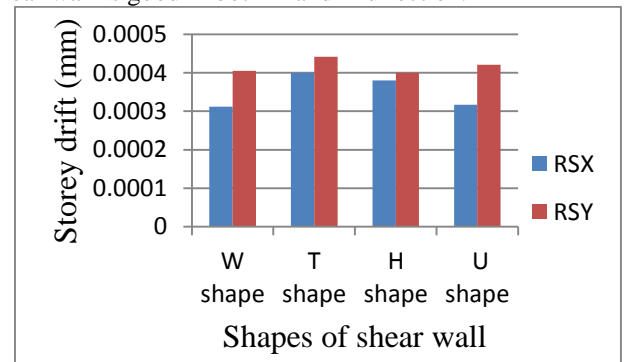 0.0005
0.0004
0.0003
0.0002
0.0001
0
Storey drift (mm)
W shape
T shape
H shape
U shape
RSX
RSY
Shapes of shear wall